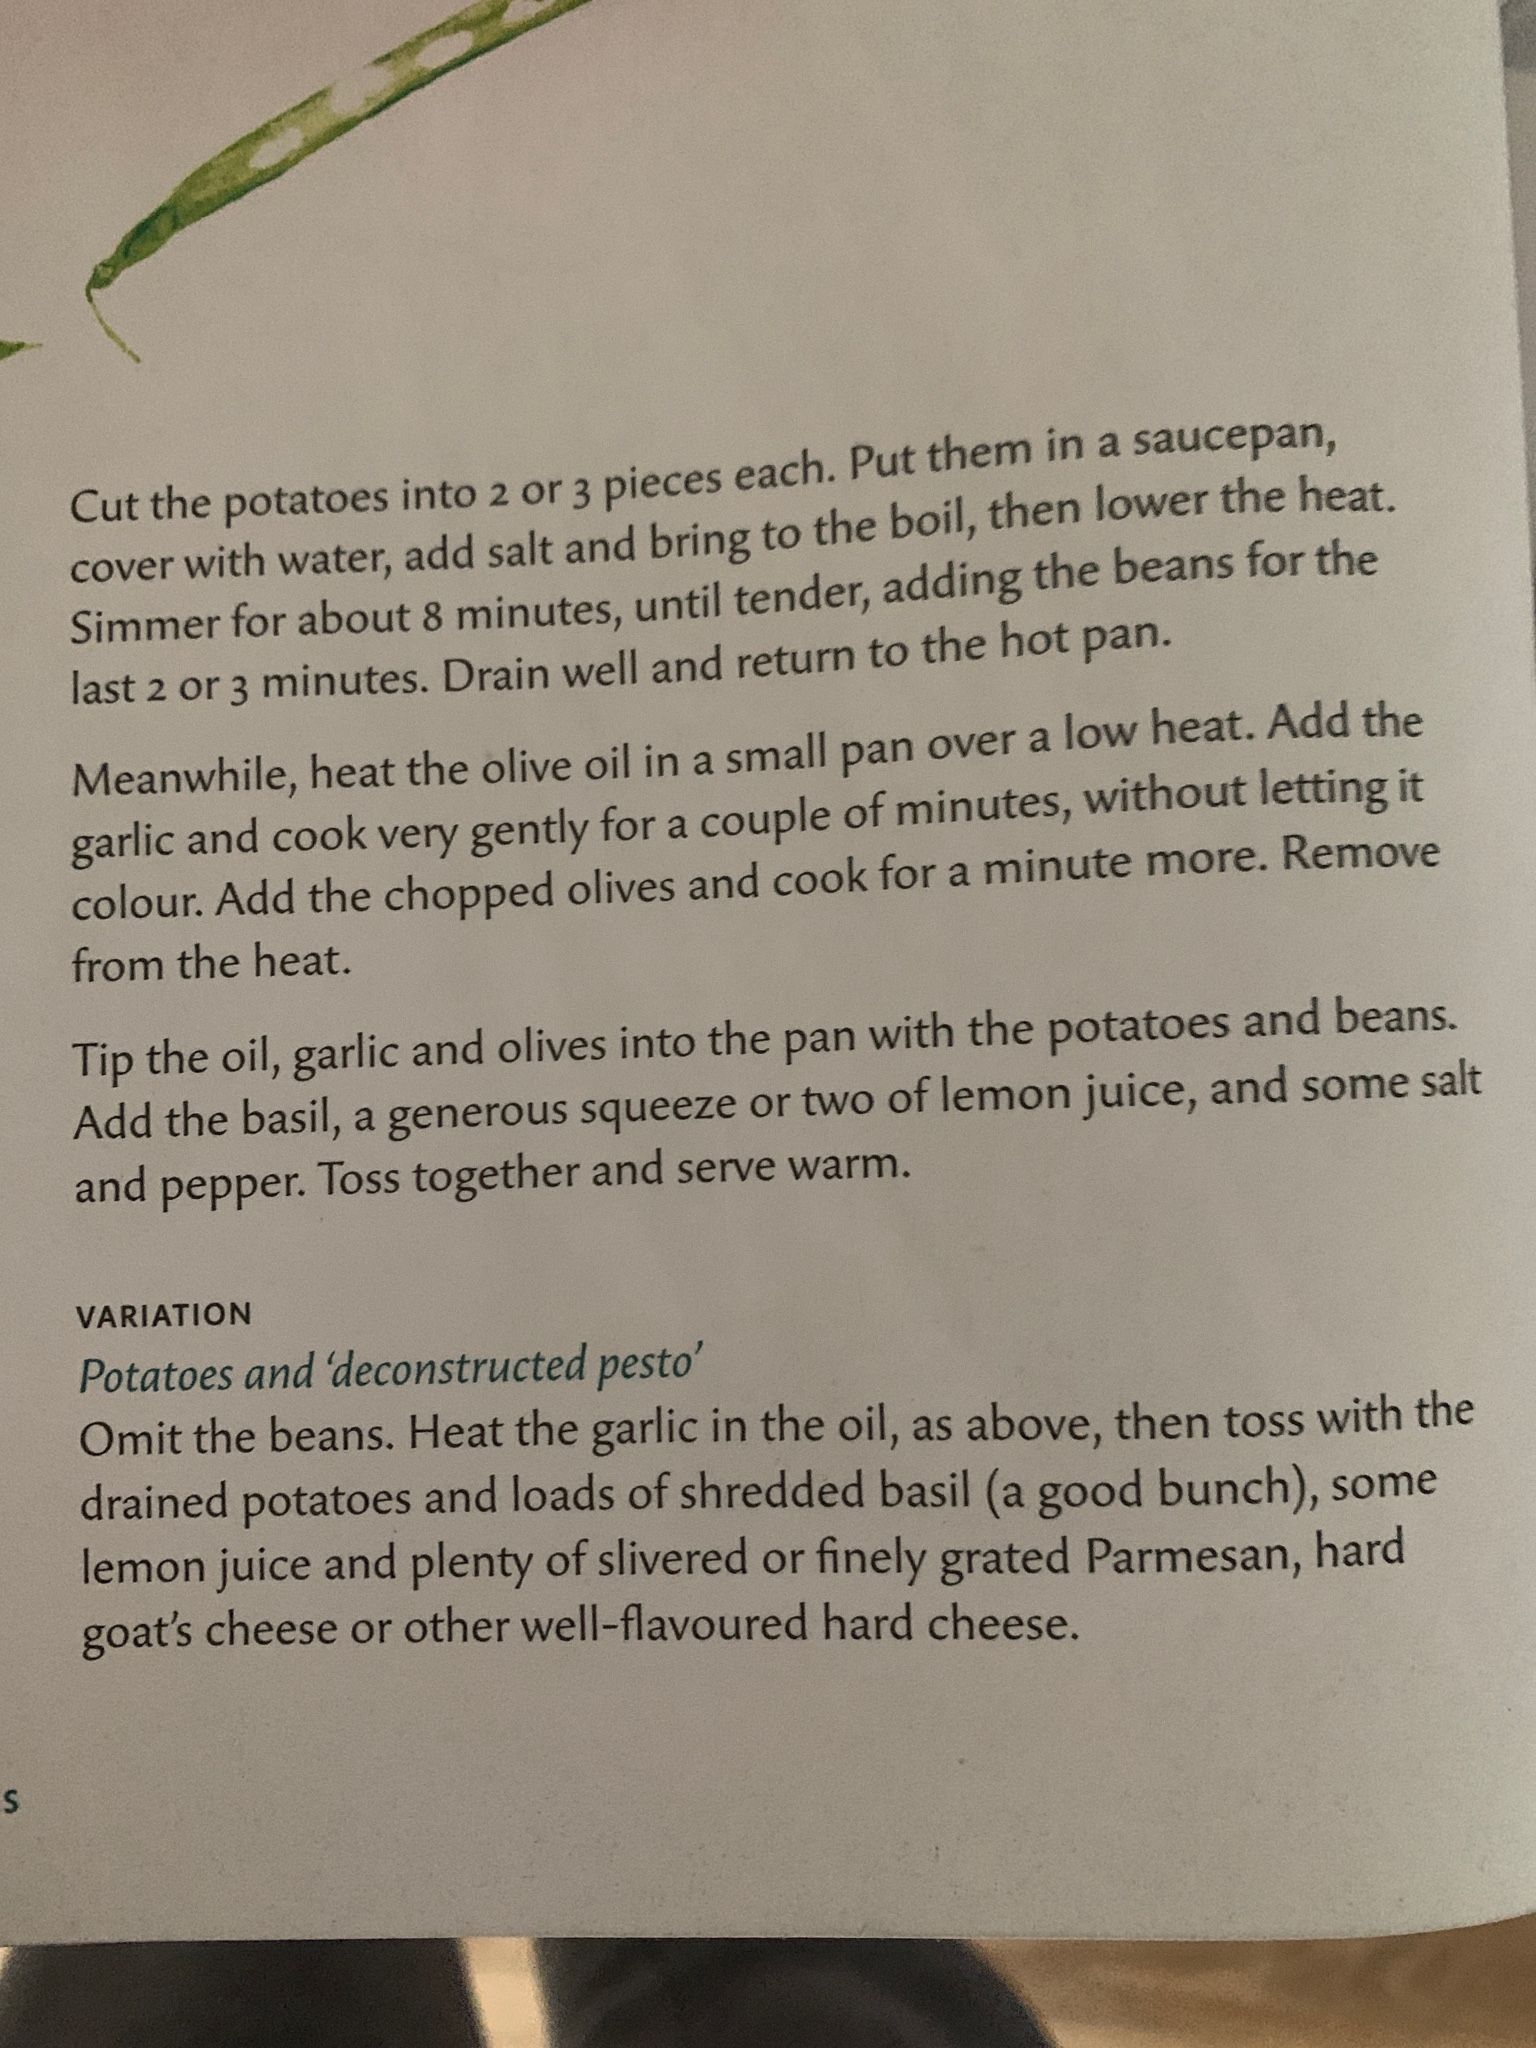 Cut the potatoes into 2 or 3 pieces each. Put them in a saucepan,
cover with water, add salt and bring to the boil, then lower the heat.
Simmer for about 8 minutes, until tender, adding the beans for the
last 2 or 3 minutes. Drain well and return to the hot pan.
Meanwhile, heat the olive oil in a small pan over a low heat. Add the
garlic and cook very gently for a couple of minutes, without letting it
colour. Add the chopped olives and cook for a minute more. Remove
from the heat.
Tip the oil, garlic and olives into the pan with the potatoes and beans.
Add the basil, a generous squeeze or two of lemon juice, and some salt
and pepper. Toss together and serve warm.
VARIATION
Potatoes and ‘deconstructed pesto’
Omit the beans. Heat the garlic in the oil, as above, then toss with the
drained potatoes and loads of shredded basil (a good bunch), some
lemon juice and plenty of slivered or finely grated Parmesan, hard
goat’s cheese or other well-flavoured hard cheese.